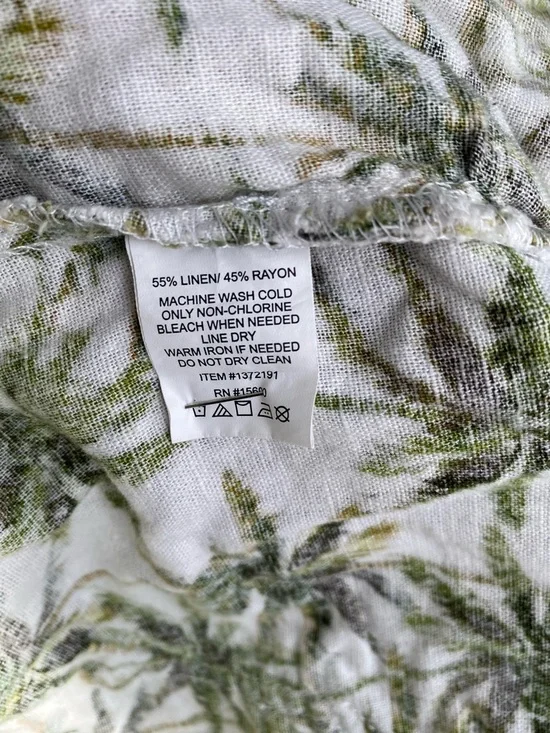 55% LINEN/ 45% RAYON
MACHINE WASH COLD
ONLY NON-CHLORINE
BLEACH WHEN NEEDED
LINE DRY
WARM IRON IF NEEDED
DO NOT DRY CLEAN
ITEM #1372191
RN